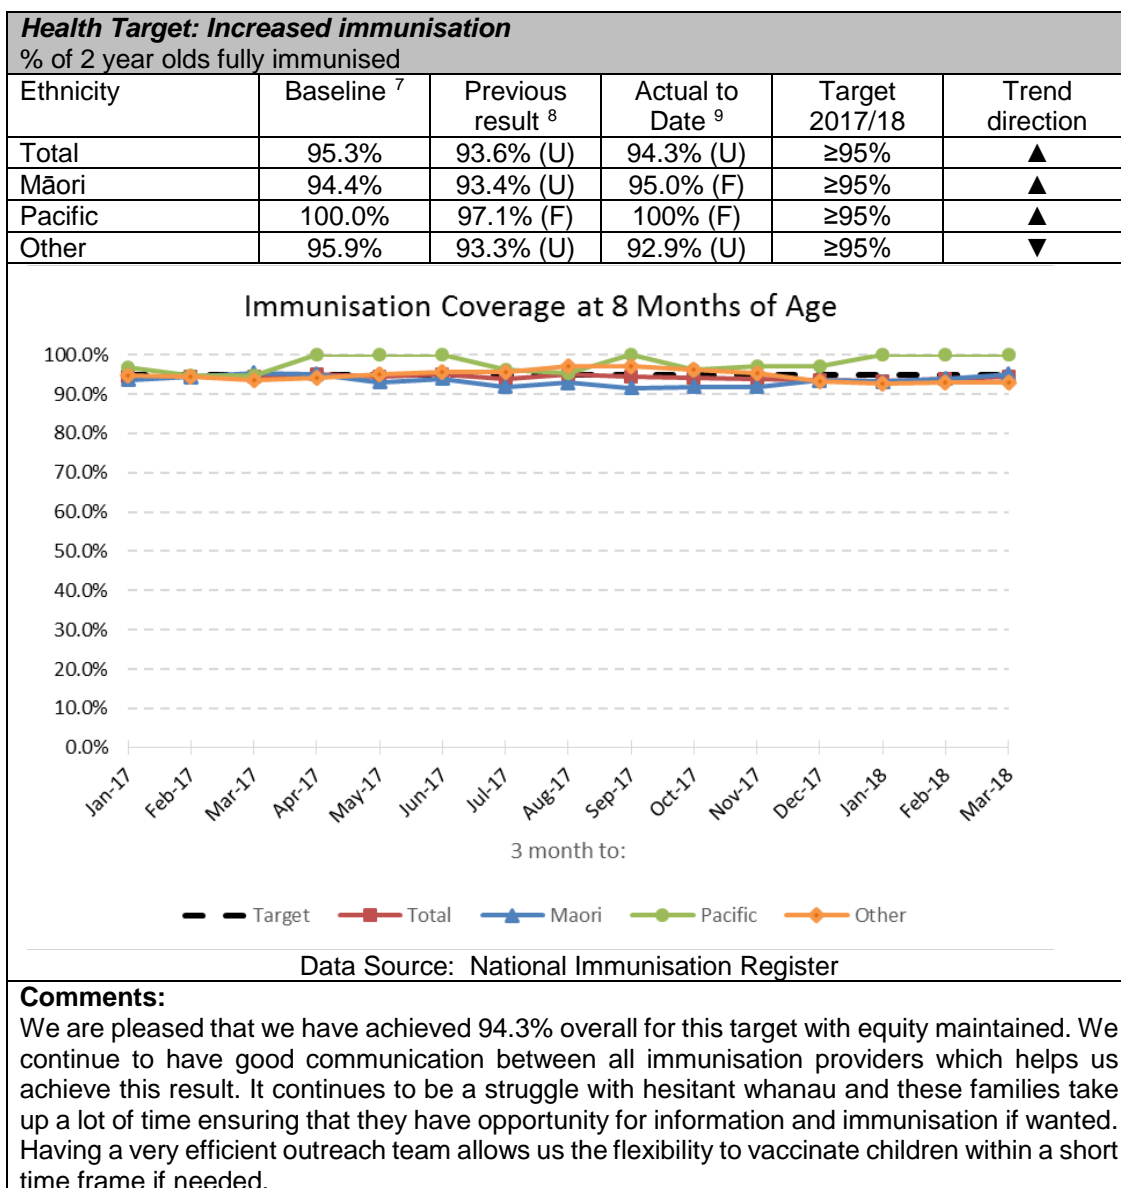 Health Target: Increased immunisation
% of 2 year olds fully immunised
Ethnicity Baseline 7 Previous result 8 Actual to Date 9 Target 2017/18 Trend direction
Total 95.3% 93.6% (U) 94.3% (U) ≥95% ▲
Māori 94.4% 93.4% (U) 95.0% (F) ≥95% ▲
Pacific 100.0% 97.1% (F) 100% (F) ≥95% ▲
Other 95.9% 93.3% (U) 92.9% (U) ≥95% ▼
Immunisation Coverage at 8 Months of Age
100.0%
90.0%
80.0%
70.0%
60.0%
50.0%
40.0%
30.0%
20.0%
10.0%
0.0%
Jan-17 Feb-17 Mar-17 Apr-17 May-17 Jun-17 Jul-17 Aug-17 Sep-17 Oct-17 Nov-17 Dec-17 Jan-18 Feb-18 Mar-18
3 month to:
Target Total Maori Pacific Other
Data Source: National Immunisation Register
Comments:
We are pleased that we have achieved 94.3% overall for this target with equity maintained. We
continue to have good communication between all immunisation providers which helps us
achieve this result. It continues to be a struggle with hesitant whanau and these families take
up a lot of time ensuring that they have opportunity for information and immunisation if wanted.
Having a very efficient outreach team allows us the flexibility to vaccinate children within a short
time frame if needed.